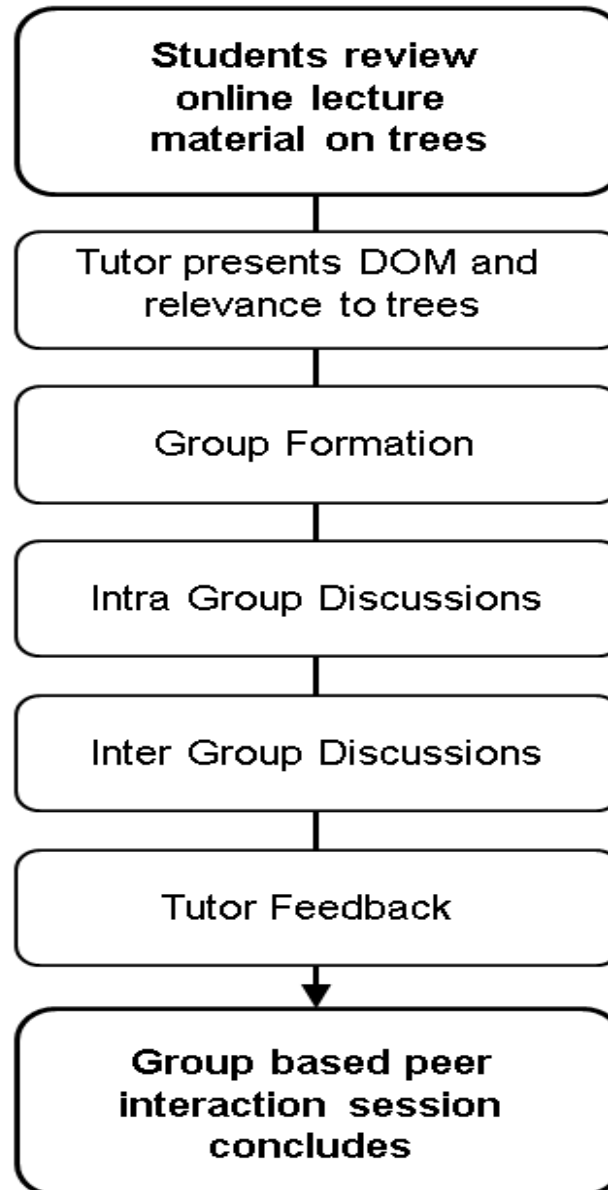 Students review
online lecture
material on trees
Tutor presents DOM and
relevance to trees
Group Formation
Intra Group Discussions
Inter Group Discussions
Tutor Feedback
Group based peer
interaction session
concludes